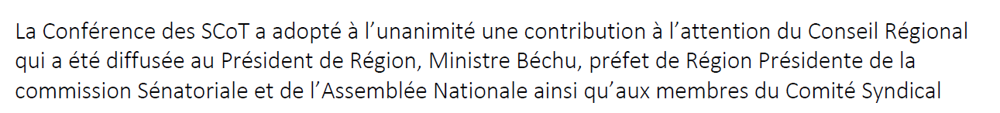 La Conférence des SCoT a adopté à l’unanimité une contribution à l’attention du Conseil Régional
qui a été diffusée au Président de Région, Ministre Béchu, préfet de Région Présidente de la
commission Sénatoriale et de l’Assemblée Nationale ainsi qu’aux membres du Comité Syndical